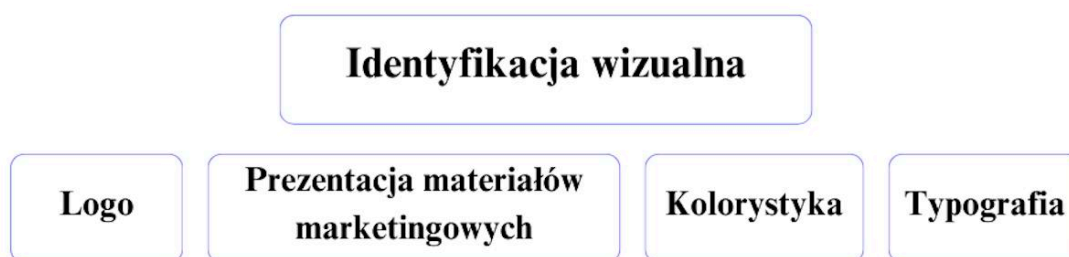 Identyfikacja wizualna
Logo
Prezentacja materiałów
marketingowych
Kolorystyka
Typografia